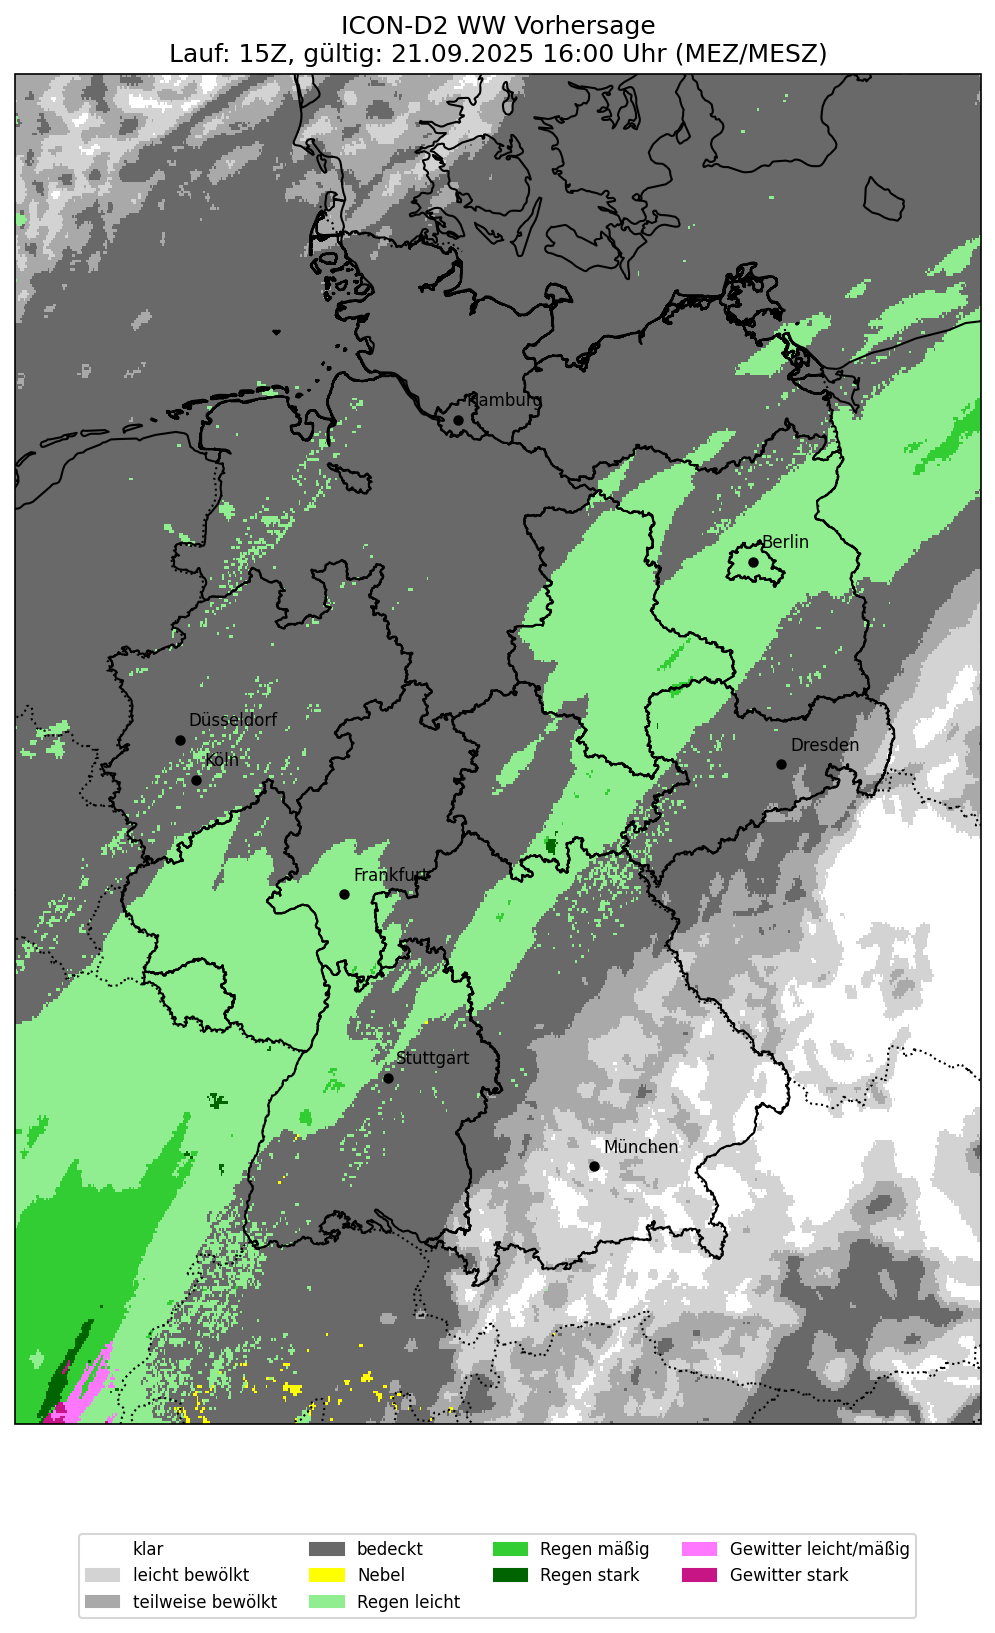 ICON-D2 WW Vorhersage
Lauf: 15Z, gültig: 21.09.2025 16:00 Uhr (MEZ/MESZ)
Hamburg
Berlin
Düsseldorf
Köln
Dresden
Frankfurt
Stuttgart
München
klar
leicht bewölkt
teilweise bewölkt
bedeckt
Nebel
Regen leicht
Regen mäßig
Regen stark
Gewitter leicht/mäßig
Gewitter stark